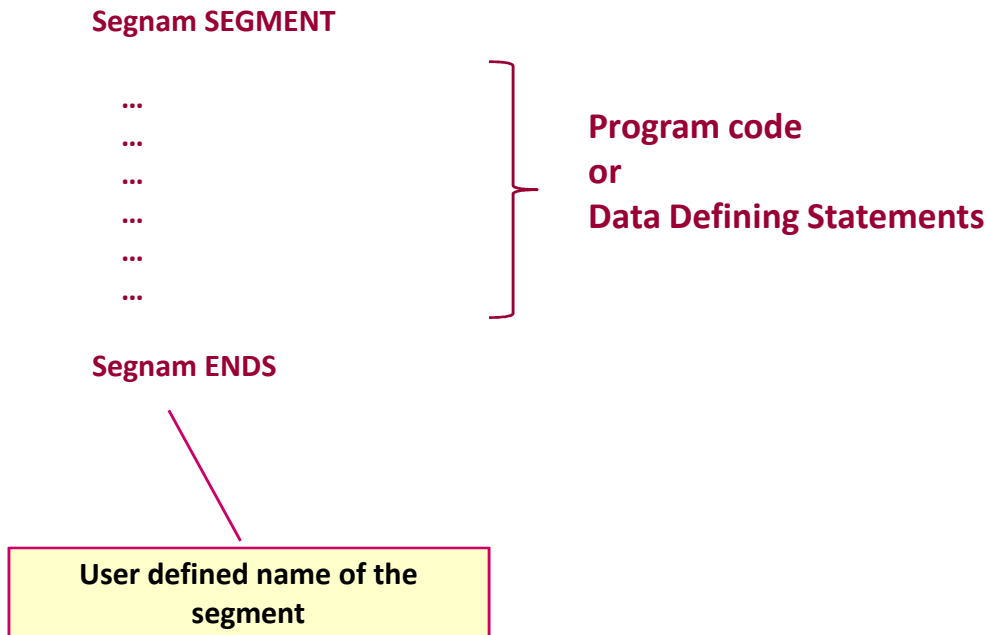 Segnam SEGMENT
...
...
...
...
...
...
Program code
or
Data Defining Statements
Segnam ENDS
User defined name of the
segment